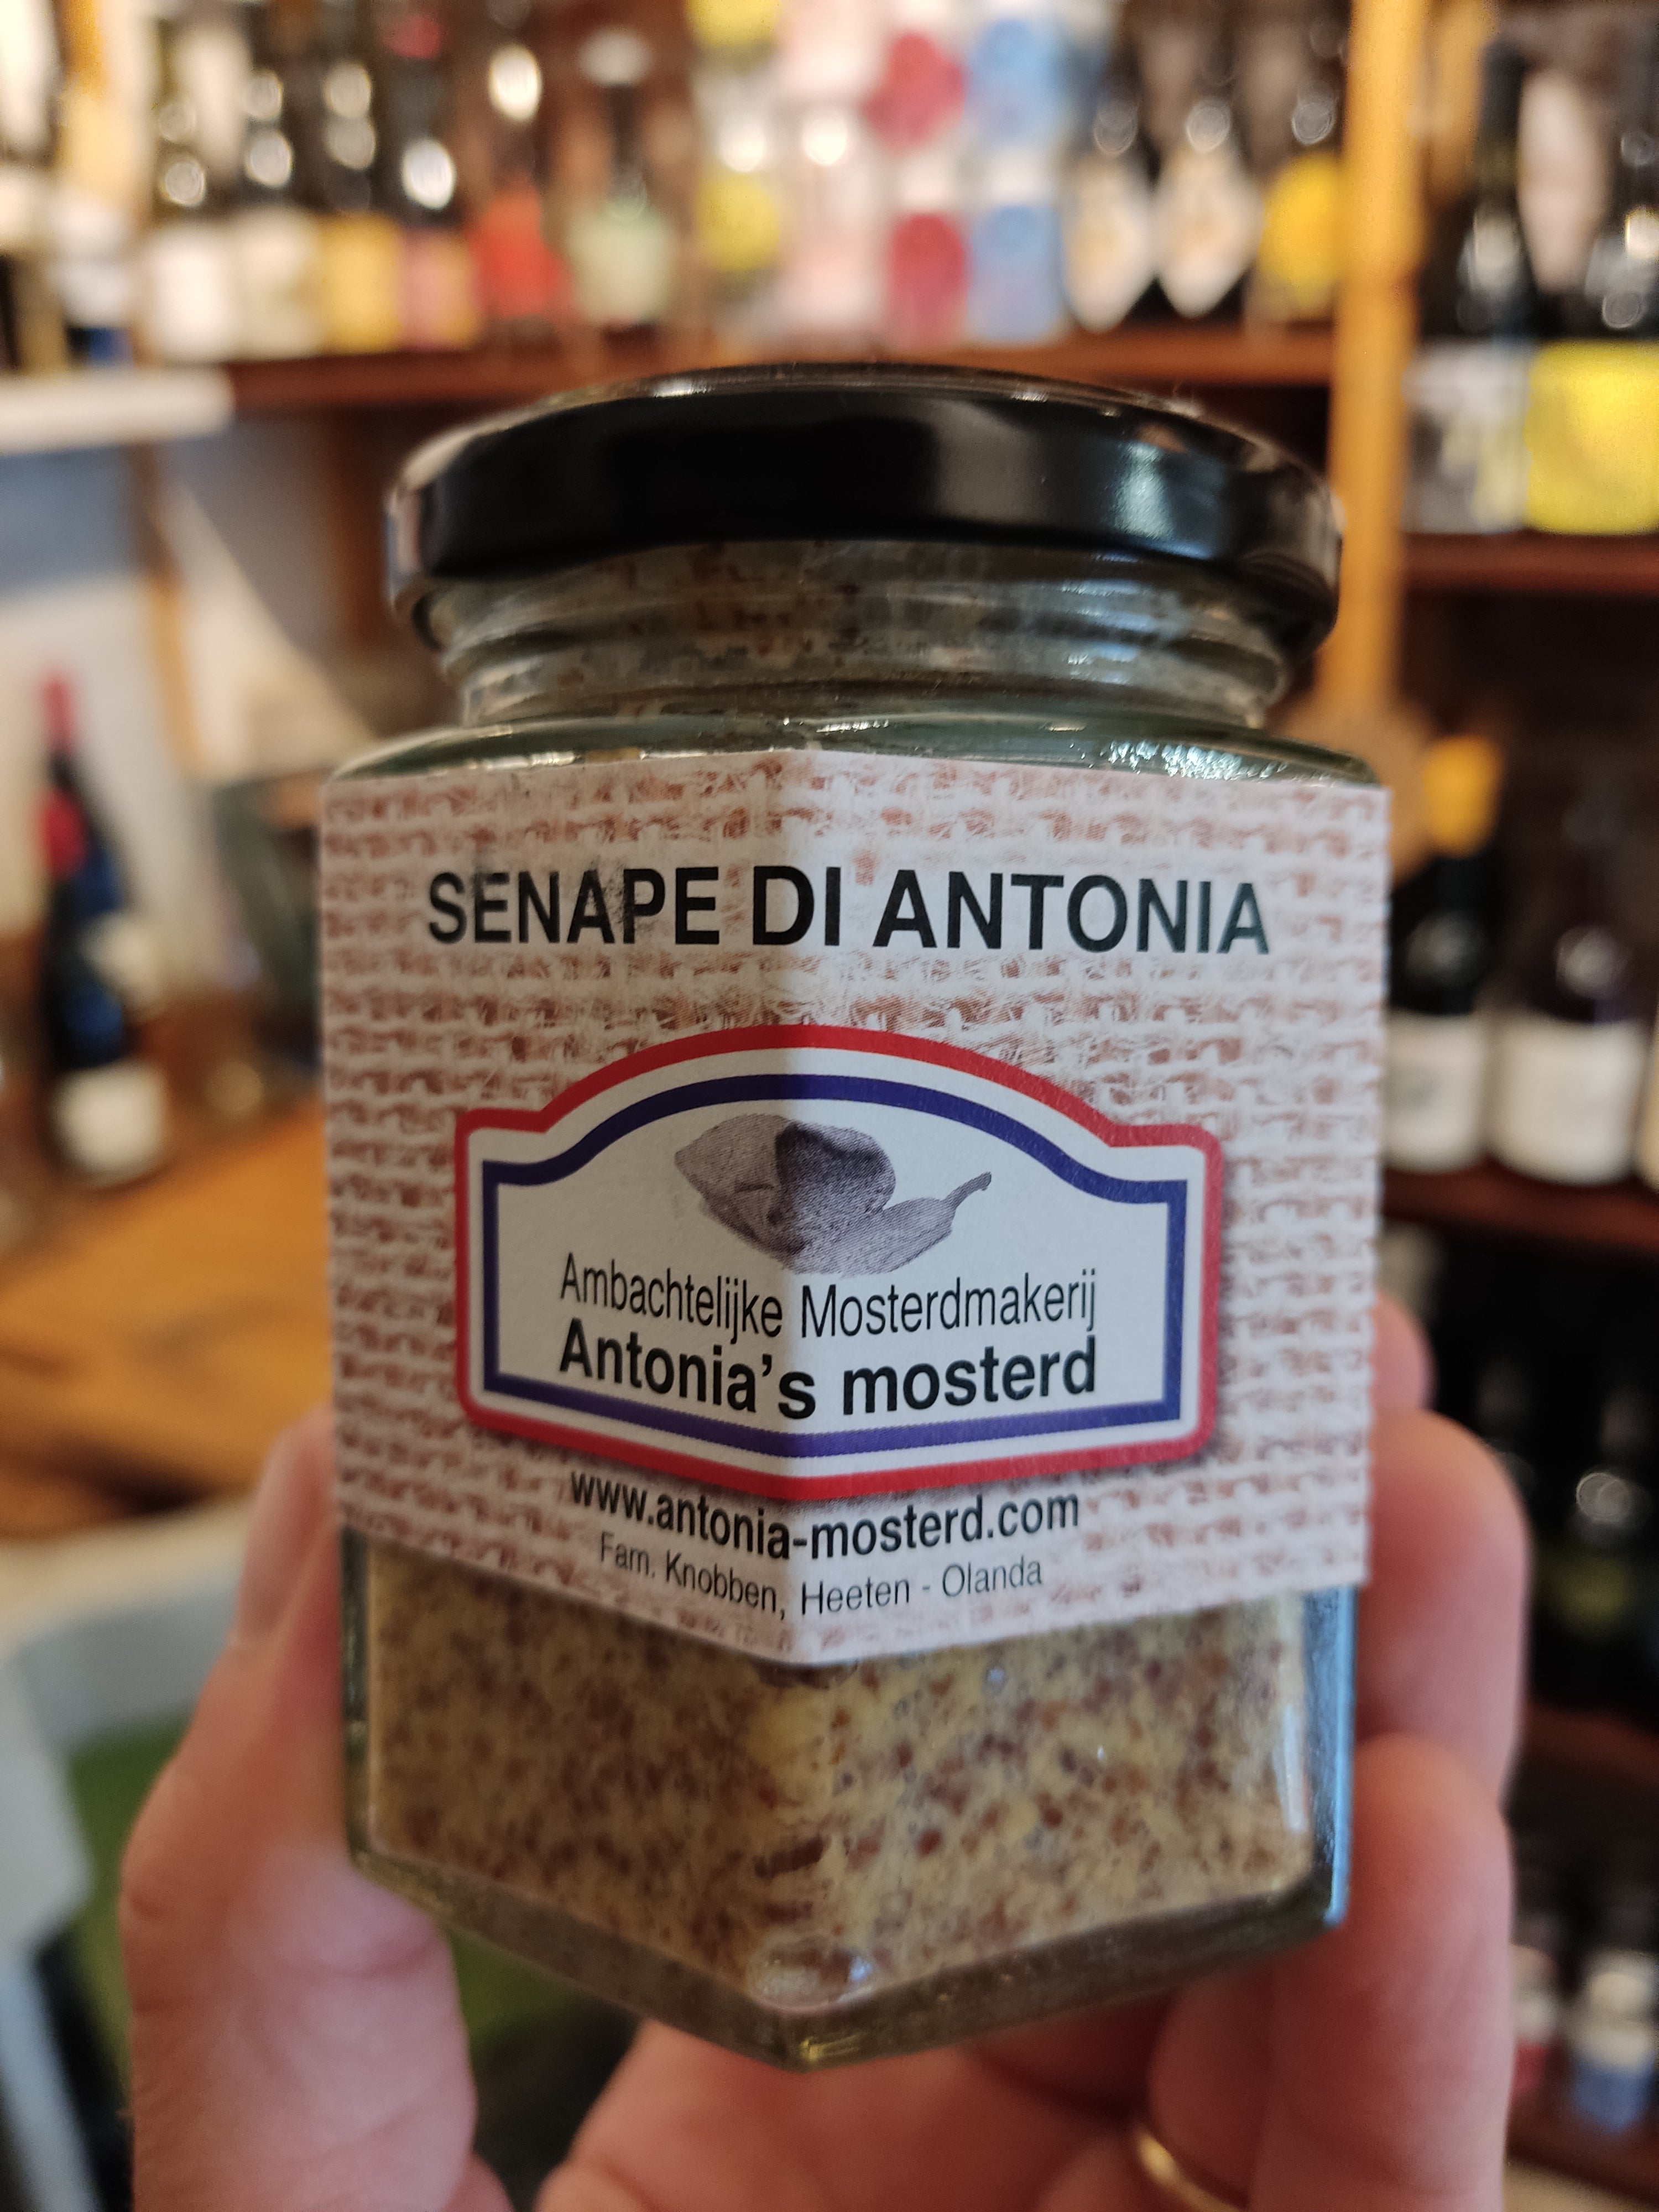 SENAPE DI ANTONIA
Ambachtelijke Mosterdmakerij
Antonia's mosterd
www.antonia-mosterd.com
Fam. Knobben, Heeten - Olanda